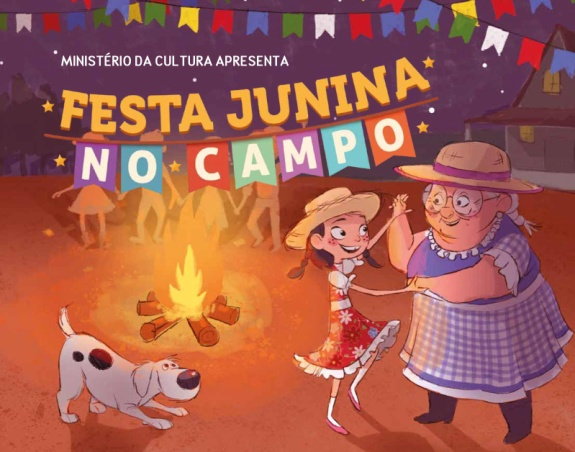 MINISTÉRIO DA CULTURA APRESENTA
FESTA JUNINA
NO CAMPO